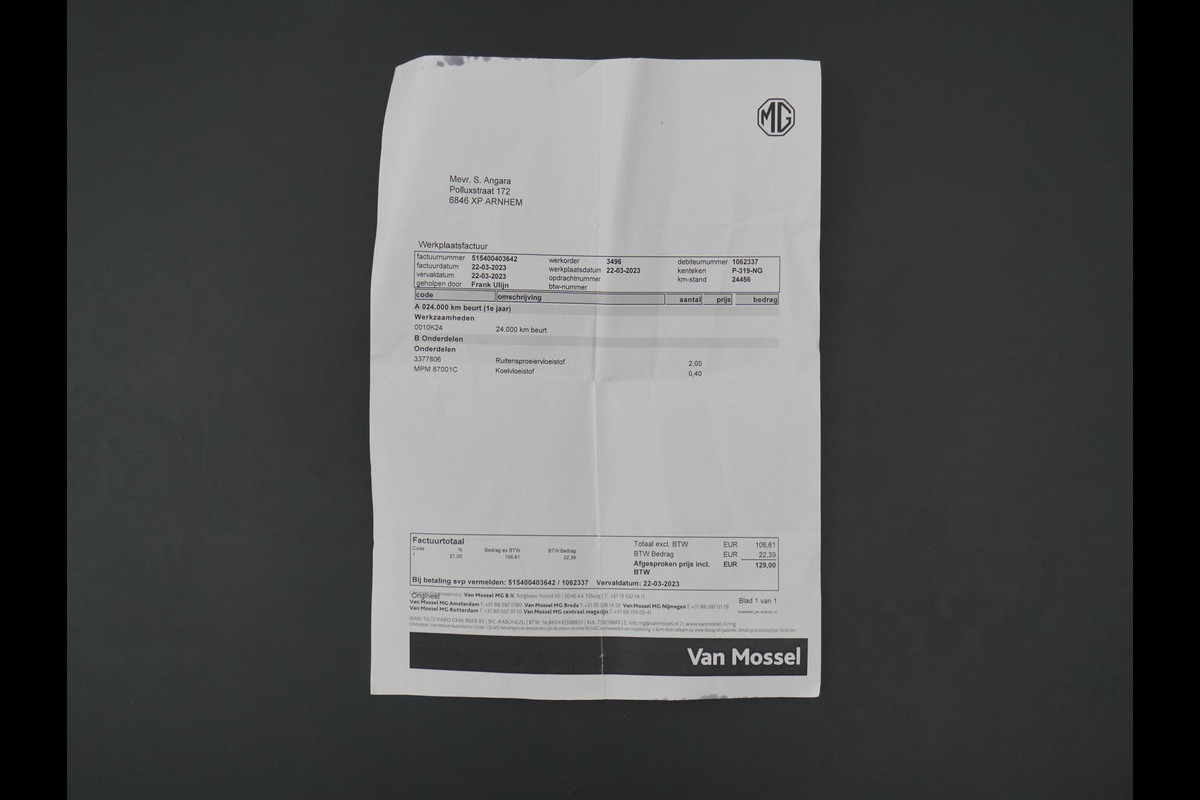 MG
Mevr. S. Angara
Polluxstraat 172
6846 XP ARNHEM
Werkplaatsfactuur
factuurnummer 515400403642 werkorder 3496 debiteurnummer 1062337
factuurdatum 22-03-2023 werkplaatsdatum 22-03-2023 kenteken P-319-NG
vervaldatum 22-03-2023 opdrachtnummer km-stand 24456
geholpen door Frank Ulijn btw-nummer
code omschrijving aantal prijs bedrag
A 024.000 km beurt (1e jaar)
Werkzaamheden
0010K24 24.000 km beurt
B Onderdelen
Onderdelen
3377806 Ruitensproeiervloeistof 2,00
MPM 87001C Koelvloeistof 0,40
Factuurtotaal Totaal excl. BTW EUR 106,61
Code % Bedrag ex BTW BTW Bedrag BTW Bedrag EUR 22,39
1 21,00 106,61 22,39 Afgesproken prijs incl. EUR 129,00
BTW
Bij betaling svp vermelden: 515400403642 / 1062337 Vervaldatum: 22-03-2023
Origineel Van Mossel MG B.V. Blad 1 van 1
Van Mossel MG Amsterdam Van Mossel MG Breda Van Mossel MG Nijmegen
Van Mossel MG Rotterdam Van Mossel MG centraal magazijn
Van Mossel